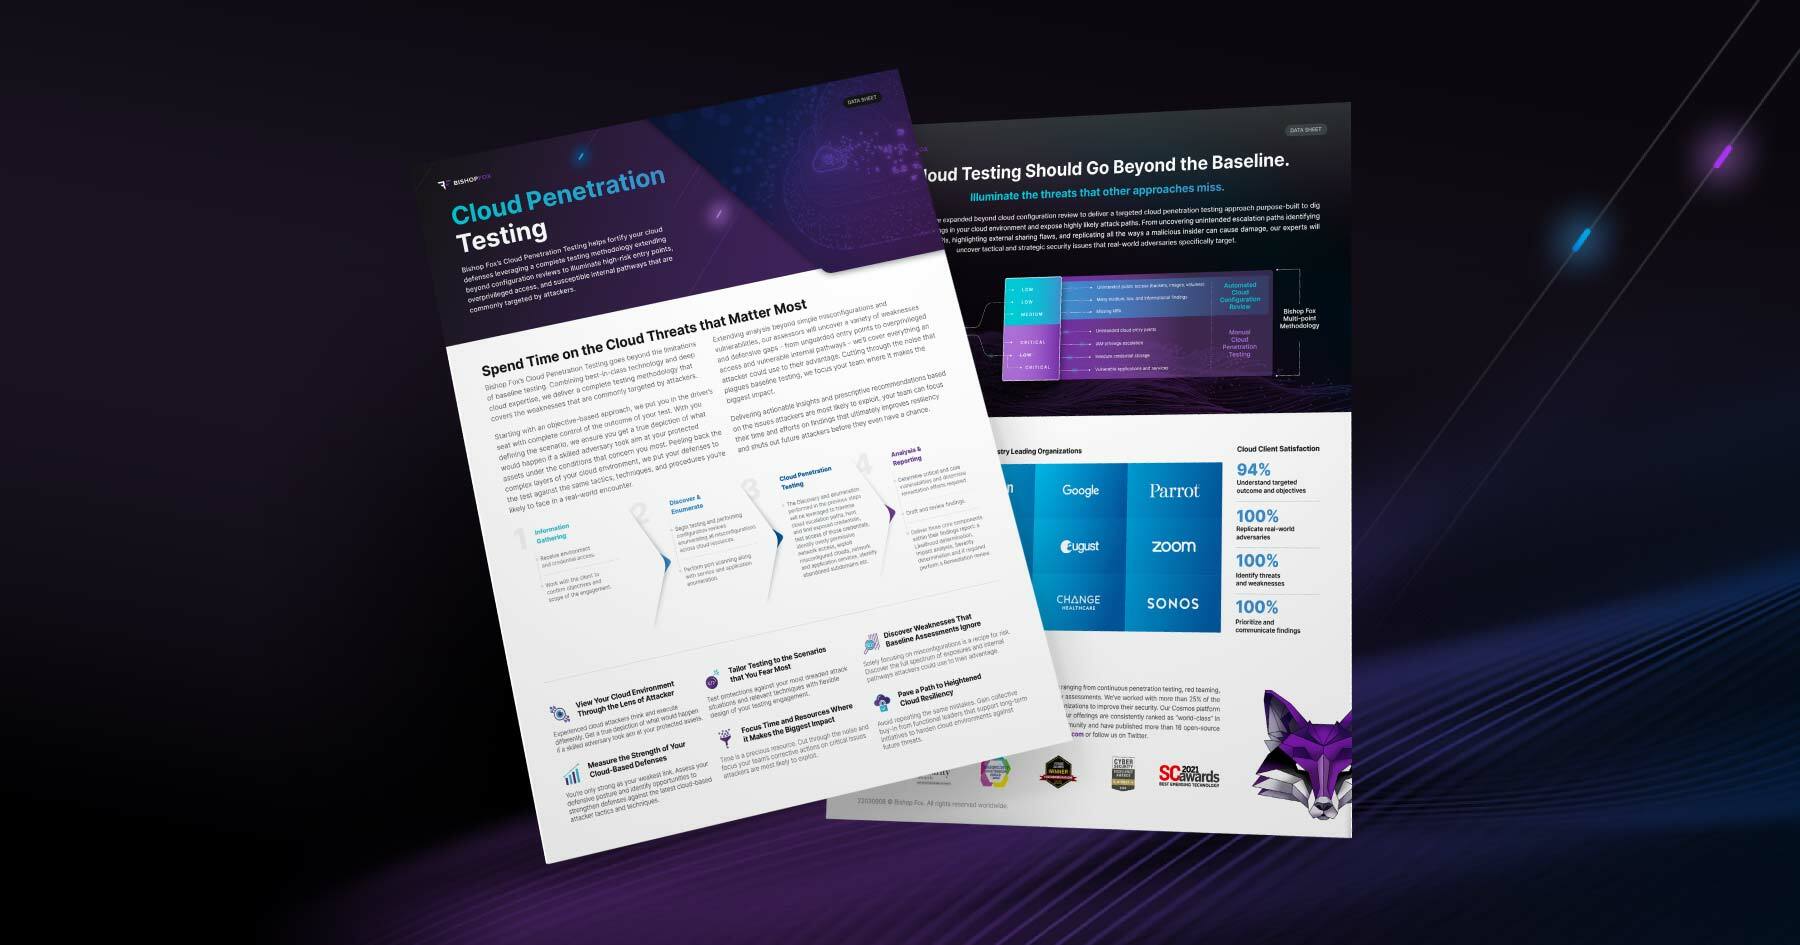 DATA SHEET
BISHOPFOX
Cloud Penetration
Testing
Bishop Fox's Cloud Penetration Testing helps fortify your cloud
defenses leveraging a complete testing methodology extending
beyond configuration reviews to illuminate high-risk entry points,
overprivileged access, and susceptible internal pathways that are
commonly targeted by attackers.
Spend Time on the Cloud Threats that Matter Most
Bishop Fox's Cloud Penetration Testing goes beyond the limitations
of baseline testing. Combining best-in-class technology and deep
cloud expertise, we deliver a complete testing methodology that
covers the weaknesses that are commonly targeted by attackers.
Starting with an objective-based approach, we put you in the driver's
seat with complete control of the outcome of your test. With you
defining the scenario, we ensure you get a true depiction of what
would happen if a skilled adversary took aim at your protected
assets under the conditions that concern you most. Peeling back the
complex layers of your cloud environment, we put your defenses to
the test against the same tactics, techniques, and procedures you're
likely to face in a real-world encounter.
Extending analysis beyond simple misconfigurations and
vulnerabilities, our assessors will uncover a variety of weaknesses
and defensive gaps - from unguarded entry points to overprivileged
access and vulnerable internal pathways - we'll cover everything an
attacker could use to their advantage. Cutting through the noise that
plagues baseline testing, we focus your team where it makes the
biggest impact.
Delivering actionable insights and prescriptive recommendations based
on the issues attackers are most likely to exploit, your team can focus
their time and efforts on findings that ultimately improves resiliency
and shuts out future attackers before they even have a chance.
1
Information
Gathering
Receive environment
and credential access.
Work with the client to
confirm objectives and
scope of the engagement.
2
Discover &
Enumerate
Begin testing and performing
configuration reviews
enumerating all misconfigurations
across cloud resources.
Perform port scanning along
with service and application
enumeration.
3
Cloud Penetration
Testing
The Discovery and enumeration
performed in the previous steps
will be leveraged to traverse
cloud escalation paths, hunt
and find exposed credentials,
test access of those credentials,
identify overly permissive
network access, exploit
misconfigured clouds, network
and application services, identify
abandoned subdomains etc.
4
Analysis &
Reporting
Determine critical and core
vulnerabilities and determine
remediation efforts required
Draft and review findings.
Deliver three core components
within their findings report: a
Likelihood determination,
Impact analysis, Severity
determination and if required
perform a Remediation review.
View Your Cloud Environment
Through the Lens of Attacker
Experienced cloud attackers think and execute
differently. Get a true depiction of what would happen
if a skilled adversary took aim at your protected assets.
Tailor Testing to the Scenarios
that You Fear Most
Test protections against your most dreaded attack
situations and relevant techniques with flexible
design of your testing engagement.
Discover Weaknesses That
Baseline Assessments Ignore
Solely focusing on misconfigurations is a recipe for risk.
Discover the full spectrum of exposures and internal
pathways attackers could use to their advantage.
Measure the Strength of Your
Cloud-Based Defenses
You're only strong as your weakest link. Assess your
defensive posture and identify opportunities to
strengthen defenses against the latest cloud-based
attacker tactics and techniques.
Focus Time and Resources Where
it Makes the Biggest Impact
Time is a precious resource. Cut through the noise and
focus your team's corrective actions on critical issues
attackers are most likely to exploit.
Pave a Path to Heightened
Cloud Resiliency
Avoid repeating the same mistakes. Gain collective
buy-in from functional leaders that support long-term
initiatives to harden cloud environments against
future threats.
DATA SHEET
loud Testing Should Go Beyond the Baseline.
Illuminate the threats that other approaches miss.
expanded beyond cloud configuration review to deliver a targeted cloud penetration testing approach purpose-built to dig
in your cloud environment and expose highly likely attack paths. From uncovering unintended escalation paths identifying
highlighting external sharing flaws, and replicating all the ways a malicious insider can cause damage, our experts will
uncover tactical and strategic security issues that real-world adversaries specifically target.
LOW
LOW
MEDIUM
CRITICAL
LOW
CRITICAL
Unintended public access (buckets, images, volumes)
Many medium, low, and informational findings
Missing MFA
Unintended cloud entry points
IAM privilege escalation
Insecure credential storage
Vulnerable applications and services
Automated
Cloud
Configuration
Review
Manual
Cloud
Penetration
Testing
Bishop Fox
Multi-point
Methodology
stry Leading Organizations
Google
Parrot
august
zoom
CHANGE
HEALTHCARE
SONOS
Cloud Client Satisfaction
94%
Understand targeted
outcome and objectives
100%
Replicate real-world
adversaries
100%
Identify threats
and weaknesses
100%
Prioritize and
communicate findings
ranging from continuous penetration testing, red teaming,
assessments. We've worked with more than 25% of the
nizations to improve their security. Our Cosmos platform
offerings are consistently ranked as "world-class" in
munity and have published more than 16 open-source
com or follow us on Twitter.
WINNER
CYBER
SECURITY
SC 2021
awards
BEST EMERGING TECHNOLOGY
© Bishop Fox. All rights reserved worldwide.